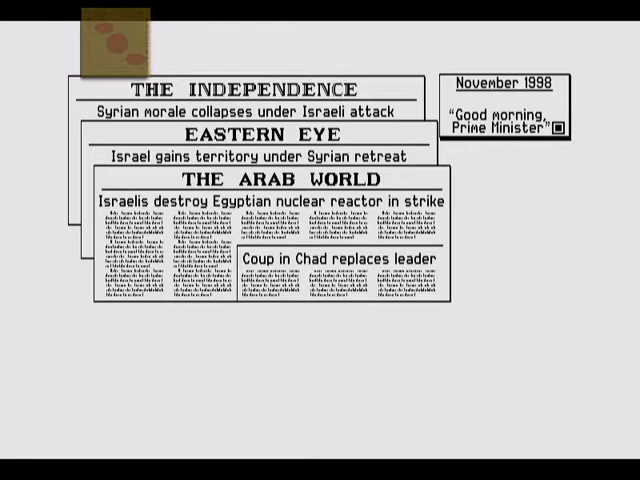 THE INDEPENDENCE
Syrian morale collapses under Israeli attack
EASTERN EYE
Israel gains territory under Syrian retreat
THE ARAB WORLD
Israelis destroy Egyptian nuclear reactor in strike
Coup in Chad replaces leader
November 1998
“Good morning,
Prime Minister”